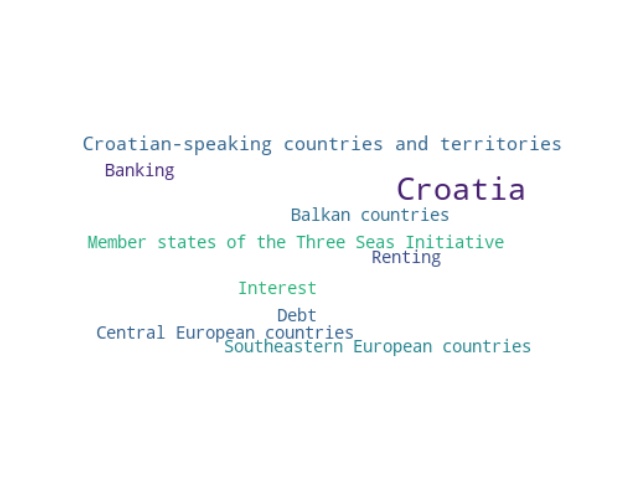 Croatian-speaking countries and territories
Banking
Croatia
Balkan countries
Member states of the Three Seas Initiative
Renting
Interest
Debt
Central European countries
Southeastern European countries